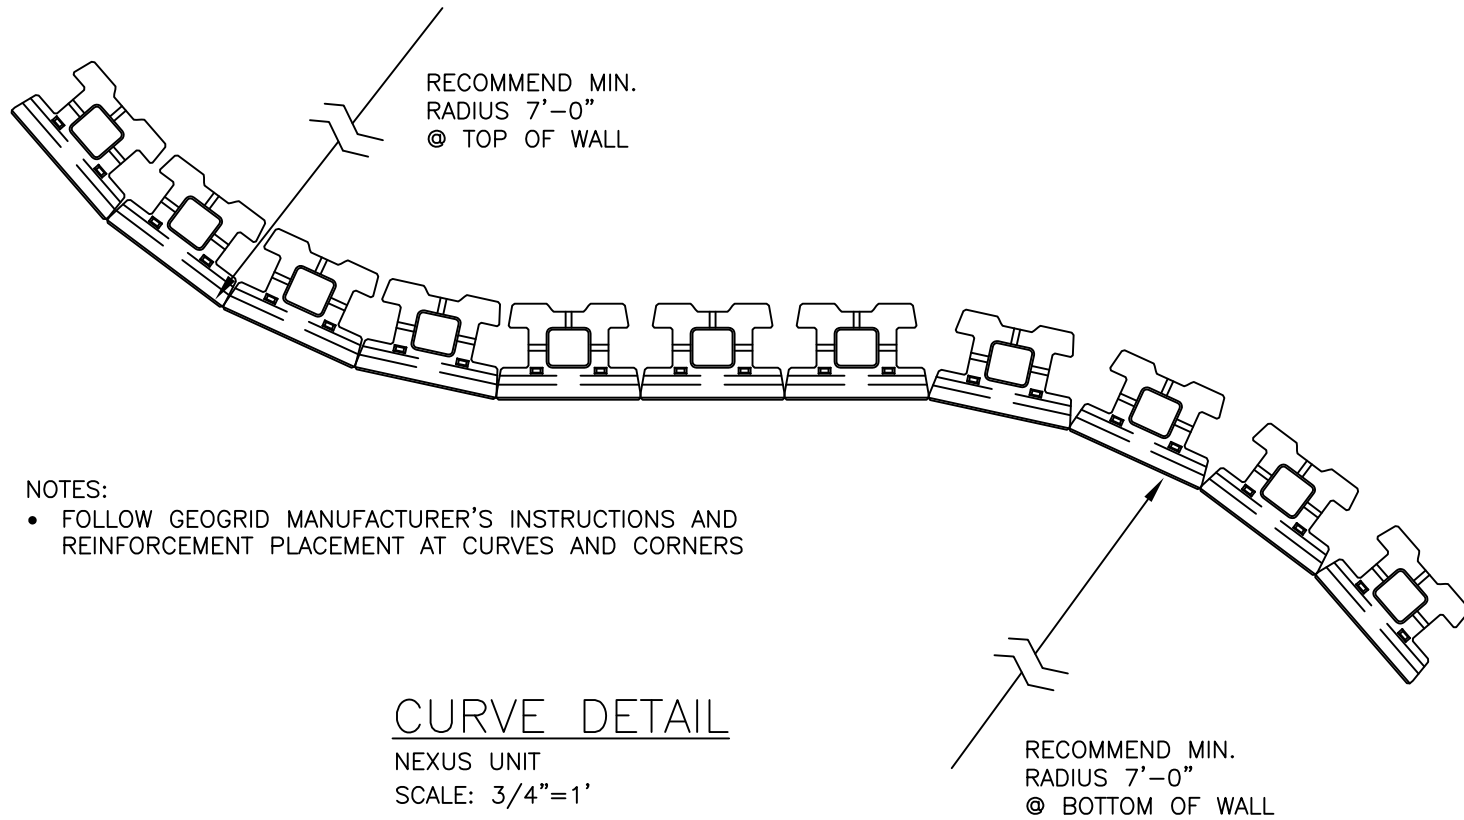 RECOMMEND MIN.
RADIUS 7'-0"
@ TOP OF WALL
NOTES:
• FOLLOW GEOGRID MANUFACTURER'S INSTRUCTIONS AND
REINFORCEMENT PLACEMENT AT CURVES AND CORNERS
CURVE DETAIL
NEXUS UNIT
SCALE: 3/4"=1'
RECOMMEND MIN.
RADIUS 7'-0"
@ BOTTOM OF WALL